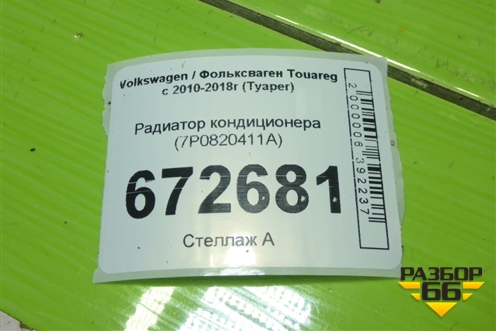 Volkswagen / Фольксваген Touareg
с 2010-2018г (Туарег)
Радиатор кондиционера
(7P0820411A)
672681
Стеллаж А
2000006392237
РАЗБОР
66